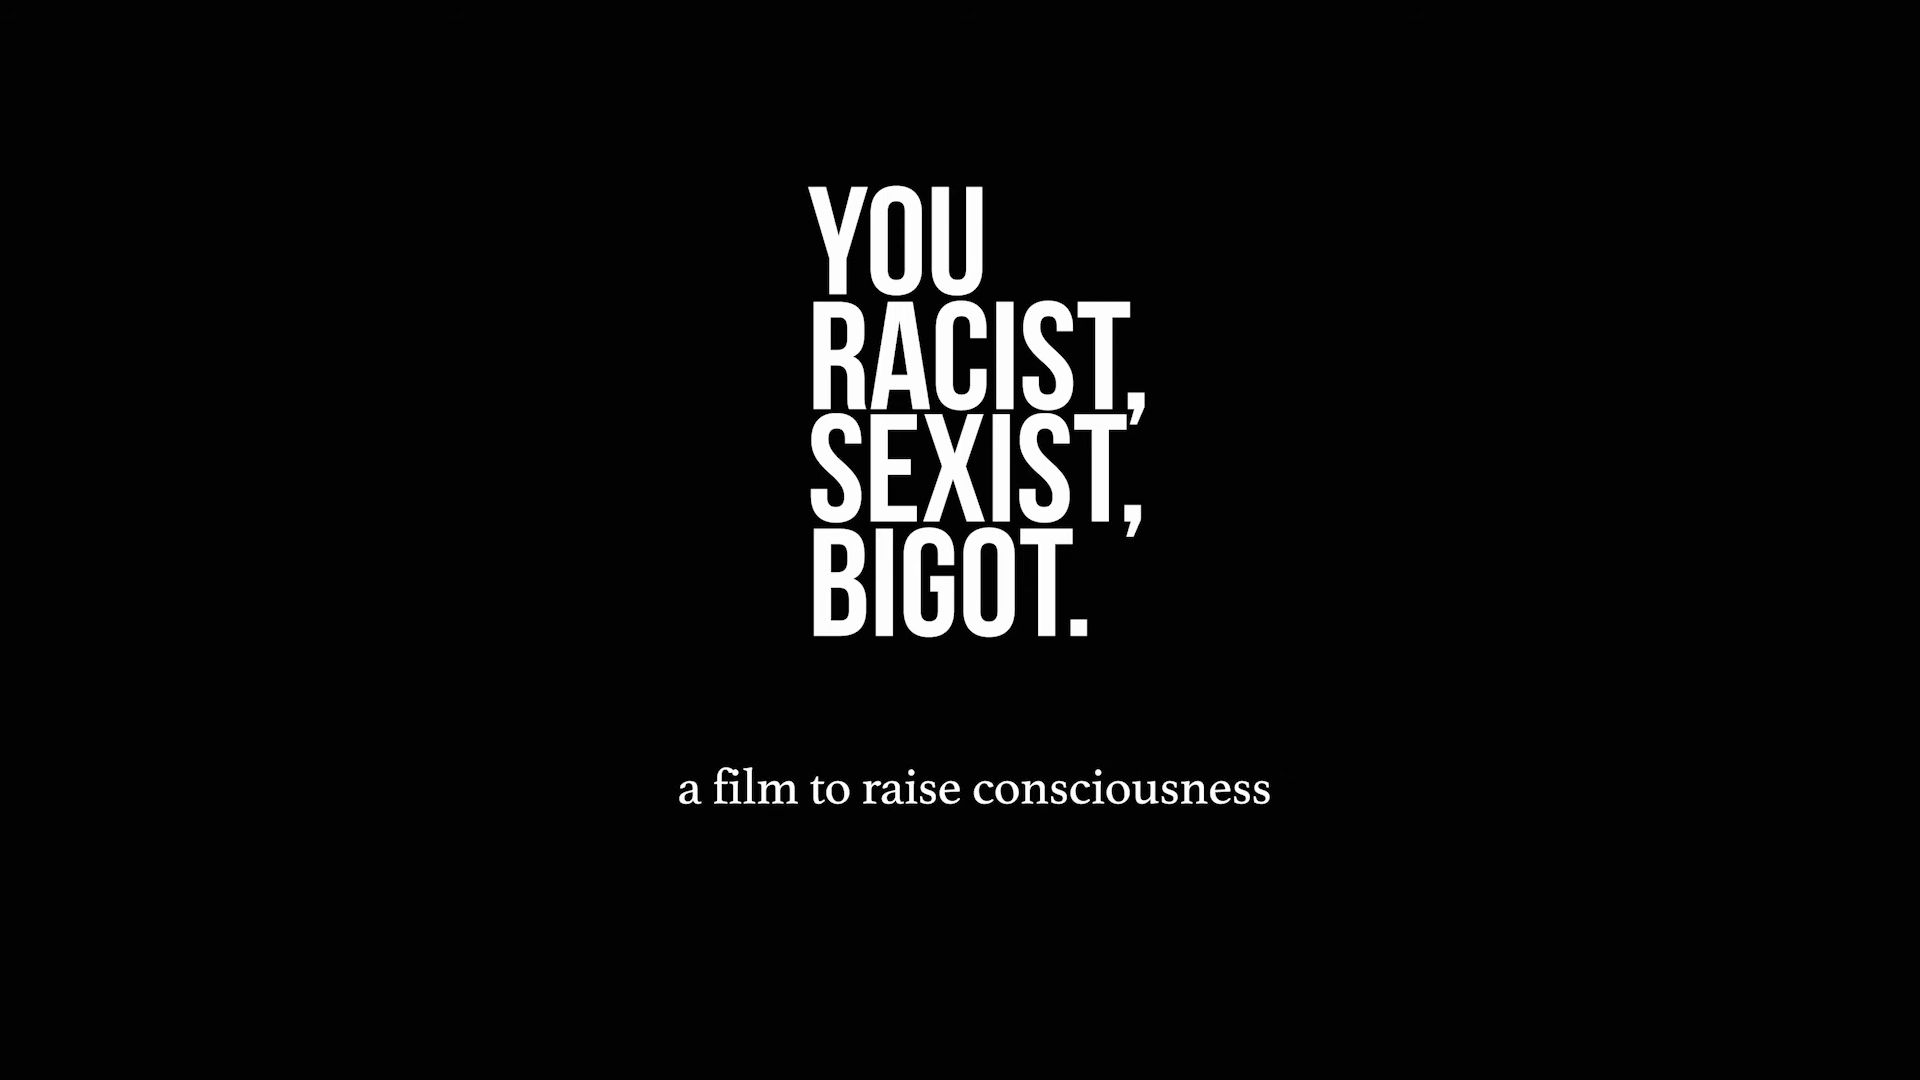 YOU
RACIST,
SEXIST,
BIGOT.
a film to raise consciousness